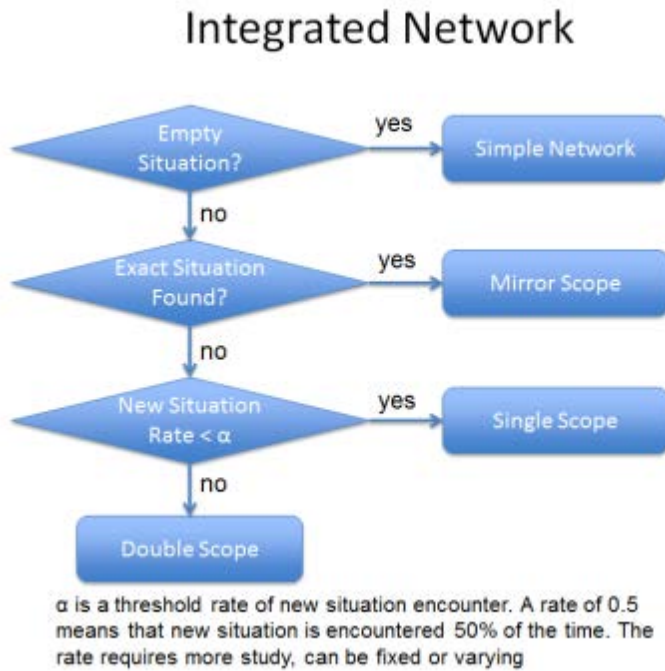 Integrated Network
Empty
Situation?
yes
Simple Network
no
Exact Situation
Found?
yes
Mirror Scope
no
New Situation
Rate < α
yes
Single Scope
no
Double Scope
α is a threshold rate of new situation encounter. A rate of 0.5
means that new situation is encountered 50% of the time. The
rate requires more study, can be fixed or varying